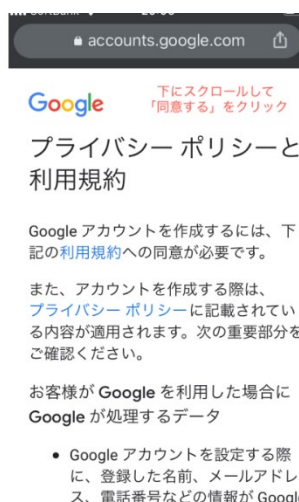 accounts.google.com
Google
下にスクロールして
「同意する」をクリック
プライバシー ポリシーと
利用規約
Google アカウントを作成するには、下
記の利用規約への同意が必要です。
また、アカウントを作成する際は、
プライバシー ポリシーに記載されてい
る内容が適用されます。次の重要部分を
ご確認ください。
お客様が Google を利用した場合に
Google が処理するデータ
• Google アカウントを設定する際
に、登録した名前、メールアドレ
ス、電話番号などの情報が Google